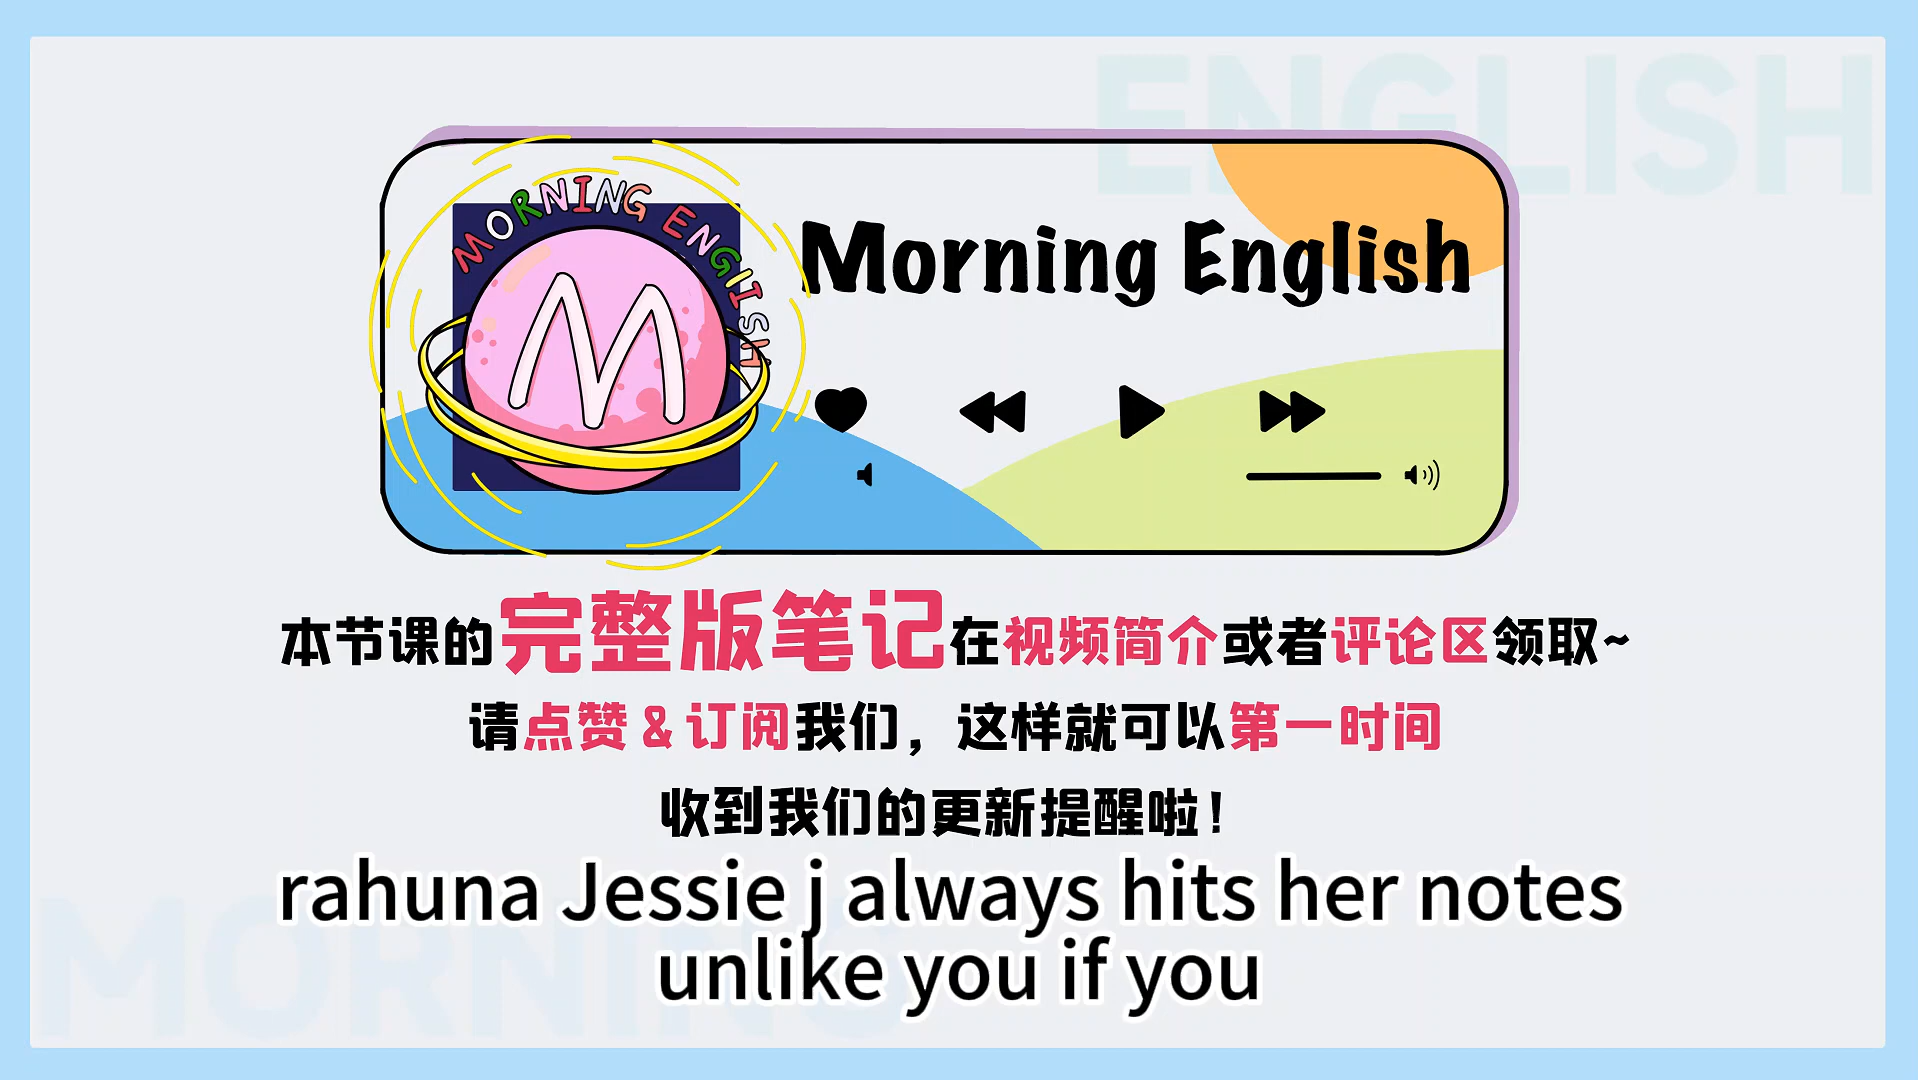 ENGLISH
MORNING ENGLISH
M
Morning English
本节课的完整版笔记在视频简介或者评论区领取~
请点赞&订阅我们，这样就可以第一时间
收到我们的更新提醒啦！
rahuna Jessie j always hits her notes
unlike you if you
MORNING